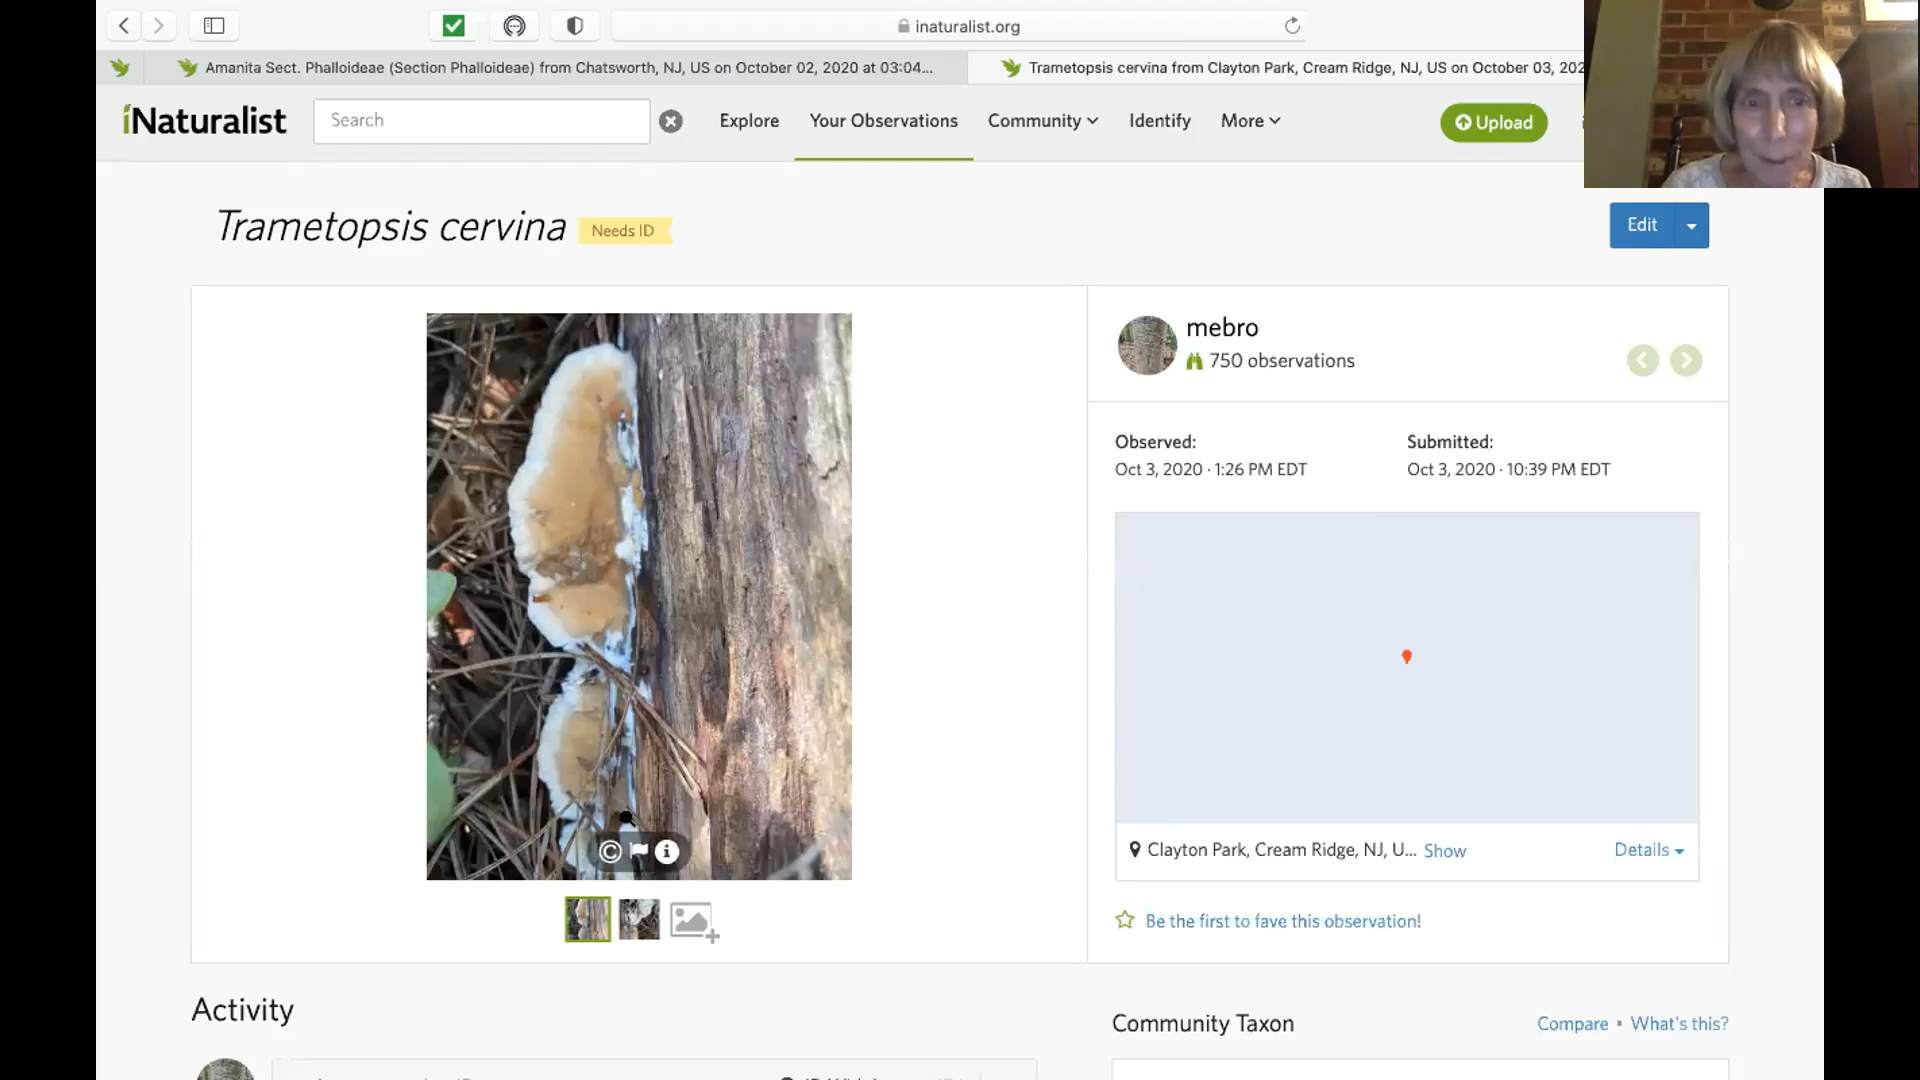 inaturalist.org
Amanita Sect. Phalloideae (Section Phalloideae) from Chatsworth, NJ, US on October 02, 2020 at 03:04...
Trametopsis cervina from Clayton Park, Cream Ridge, NJ, US on October 03, 202
iNaturalist
Search
Explore
Your Observations
Community
Identify
More
Upload
Trametopsis cervina
Needs ID
Edit
mebro
750 observations
Observed:
Submitted:
Oct 3, 2020 · 1:26 PM EDT
Oct 3, 2020 · 10:39 PM EDT
Clayton Park, Cream Ridge, NJ, U... Show
Details
Be the first to fave this observation!
Activity
Community Taxon
Compare · What's this?